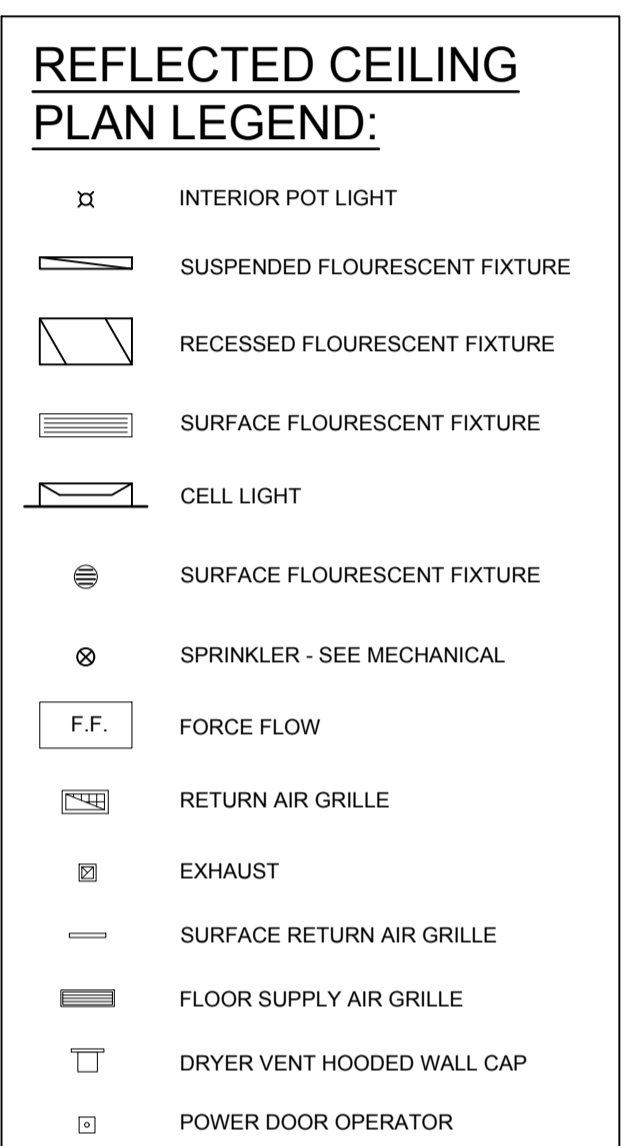 REFLECTED CEILING
PLAN LEGEND:
INTERIOR POT LIGHT
SUSPENDED FLOURESCENT FIXTURE
RECESSED FLOURESCENT FIXTURE
SURFACE FLOURESCENT FIXTURE
CELL LIGHT
SURFACE FLOURESCENT FIXTURE
SPRINKLER - SEE MECHANICAL
F.F. FORCE FLOW
RETURN AIR GRILLE
EXHAUST
SURFACE RETURN AIR GRILLE
FLOOR SUPPLY AIR GRILLE
DRYER VENT HOODED WALL CAP
POWER DOOR OPERATOR